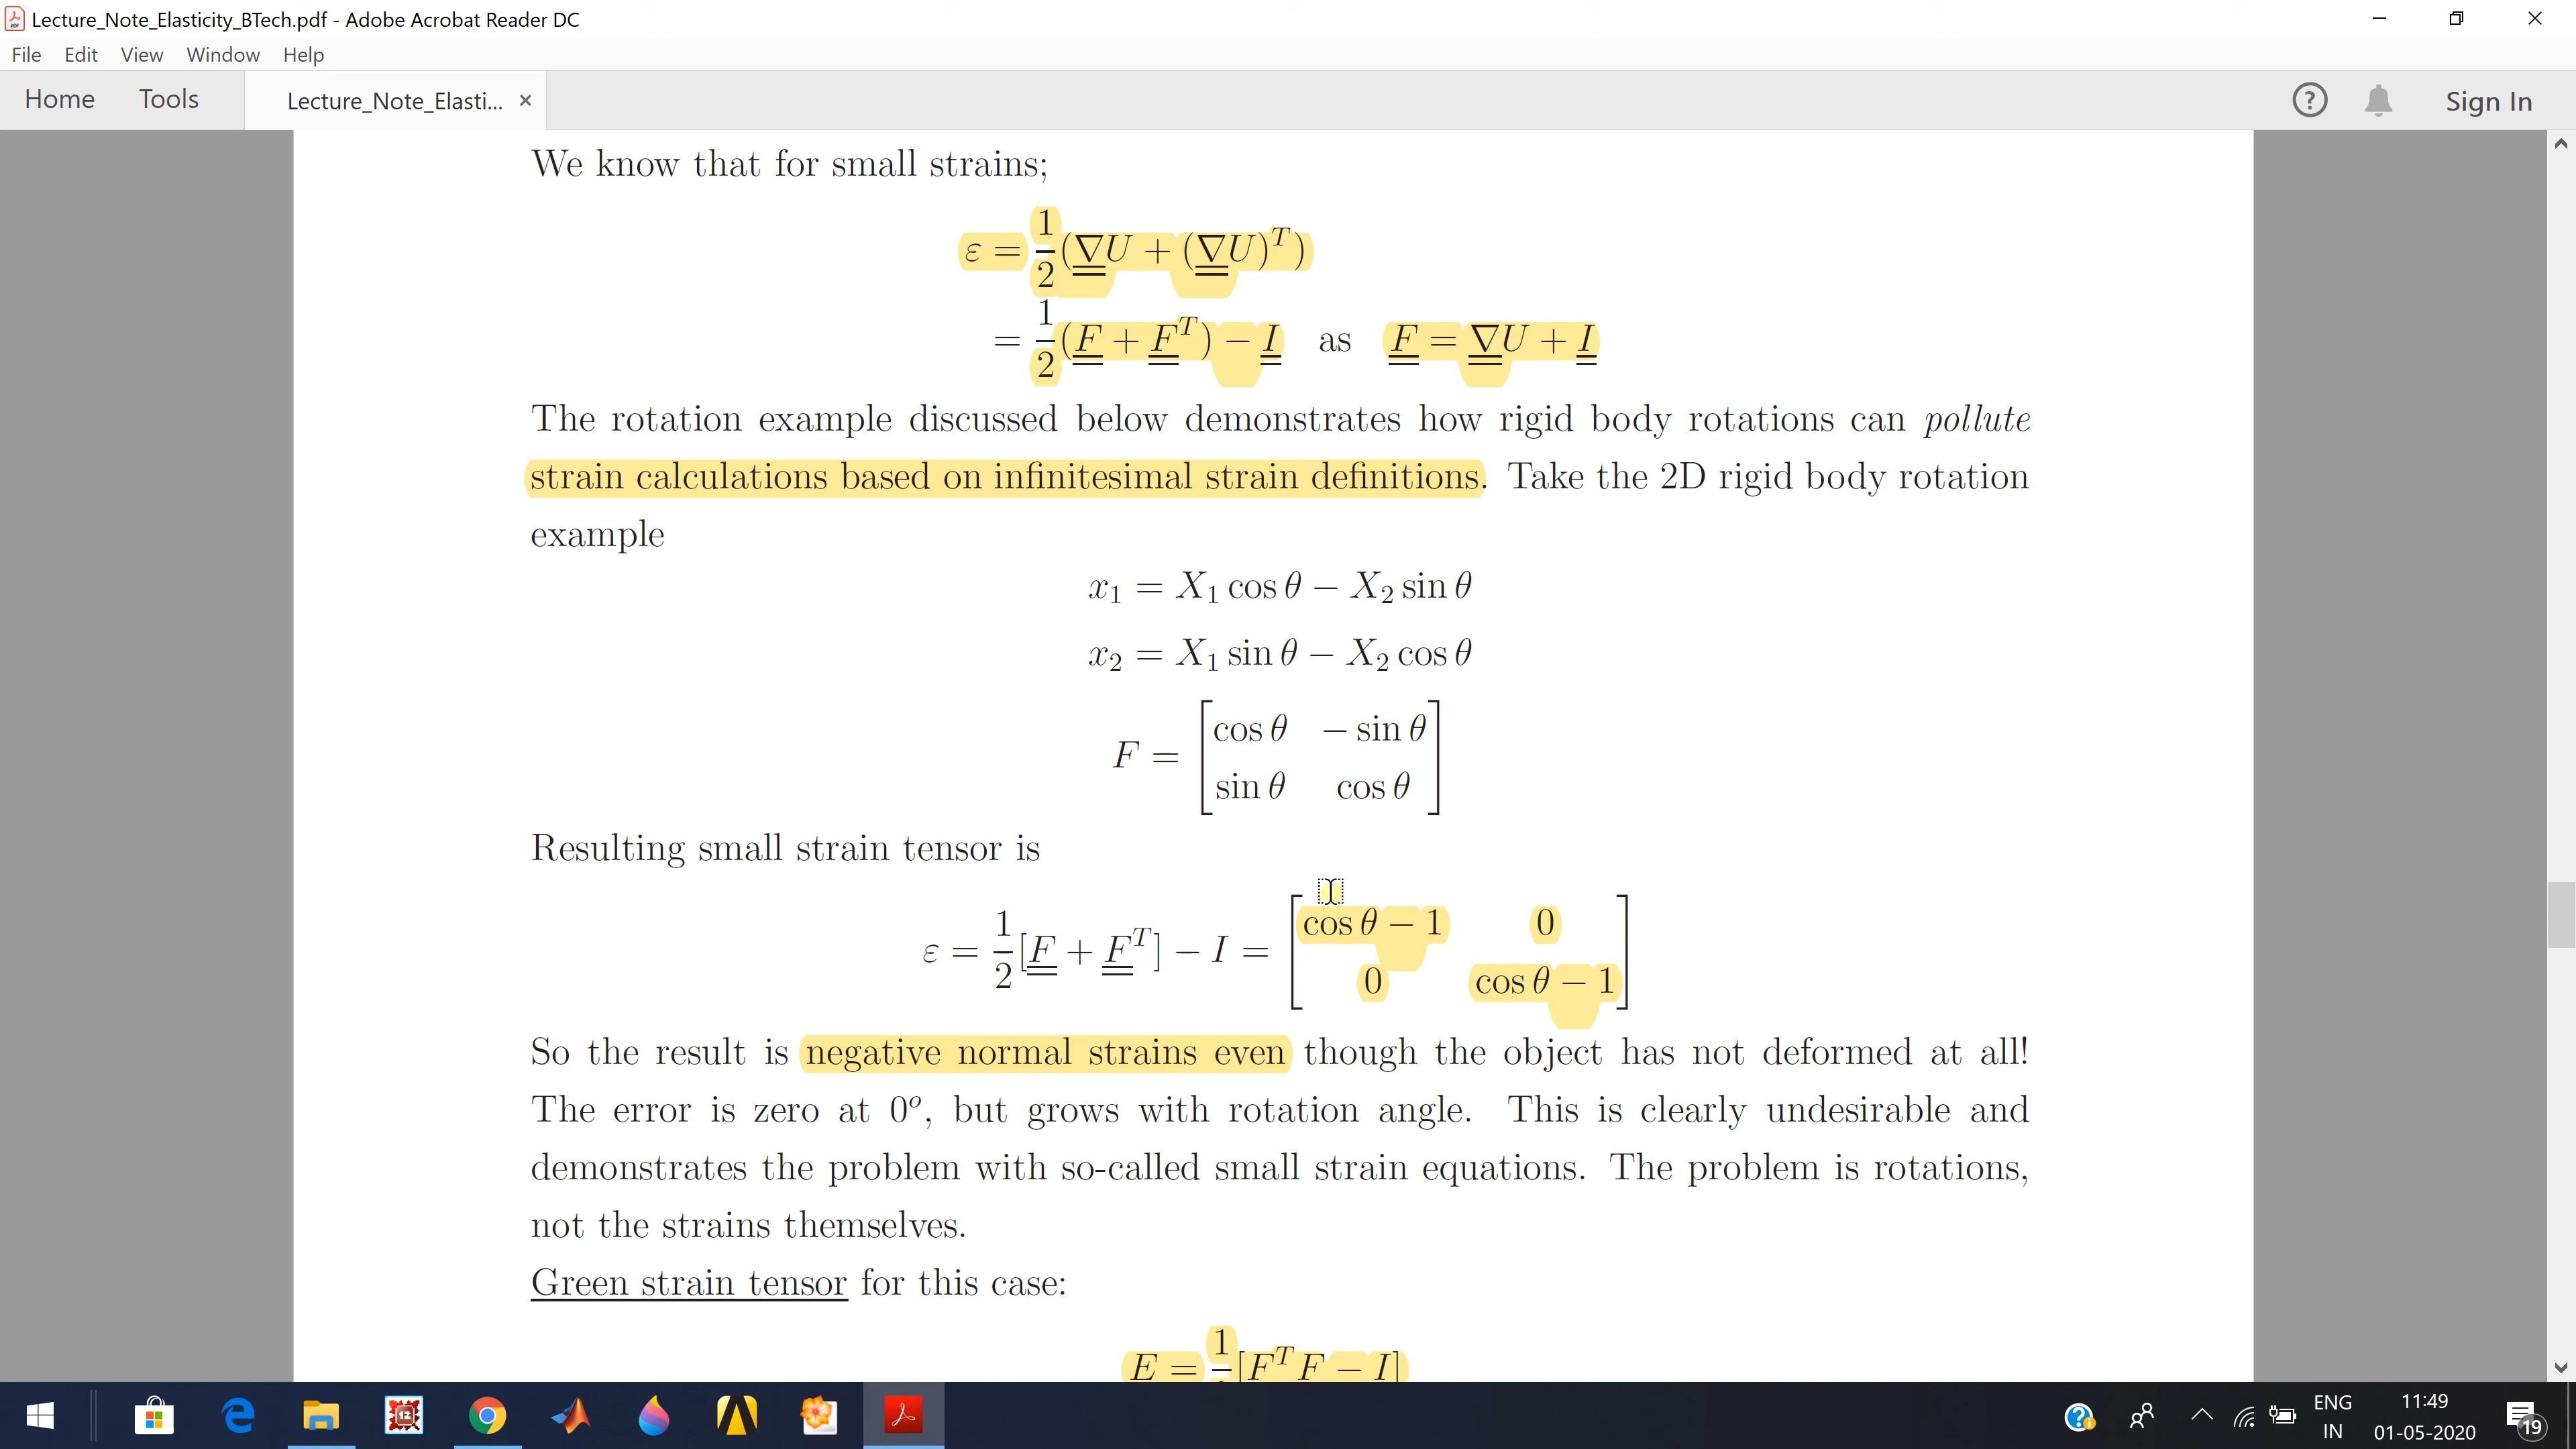 Lecture_Note_Elasticity_BTech.pdf - Adobe Acrobat Reader DC
File Edit View Window Help
Home Tools Lecture_Note_Elasti... × Sign In
We know that for small strains;
ε = 1/2(∇U + (∇U)^T)
= 1/2(F + F^T) − I as F = ∇U + I
The rotation example discussed below demonstrates how rigid body rotations can pollute
strain calculations based on infinitesimal strain definitions. Take the 2D rigid body rotation
example
x₁ = X₁ cos θ − X₂ sin θ
x₂ = X₁ sin θ − X₂ cos θ
F = [cos θ − sin θ
sin θ cos θ]
Resulting small strain tensor is
ε = 1/2[F + F^T] − I = [cos θ − 1 0
0 cos θ − 1]
So the result is negative normal strains even though the object has not deformed at all!
The error is zero at 0°, but grows with rotation angle. This is clearly undesirable and
demonstrates the problem with so-called small strain equations. The problem is rotations,
not the strains themselves.
Green strain tensor for this case:
E = 1/2[F^T F − I]
ENG 11:49
IN 01-05-2020 19